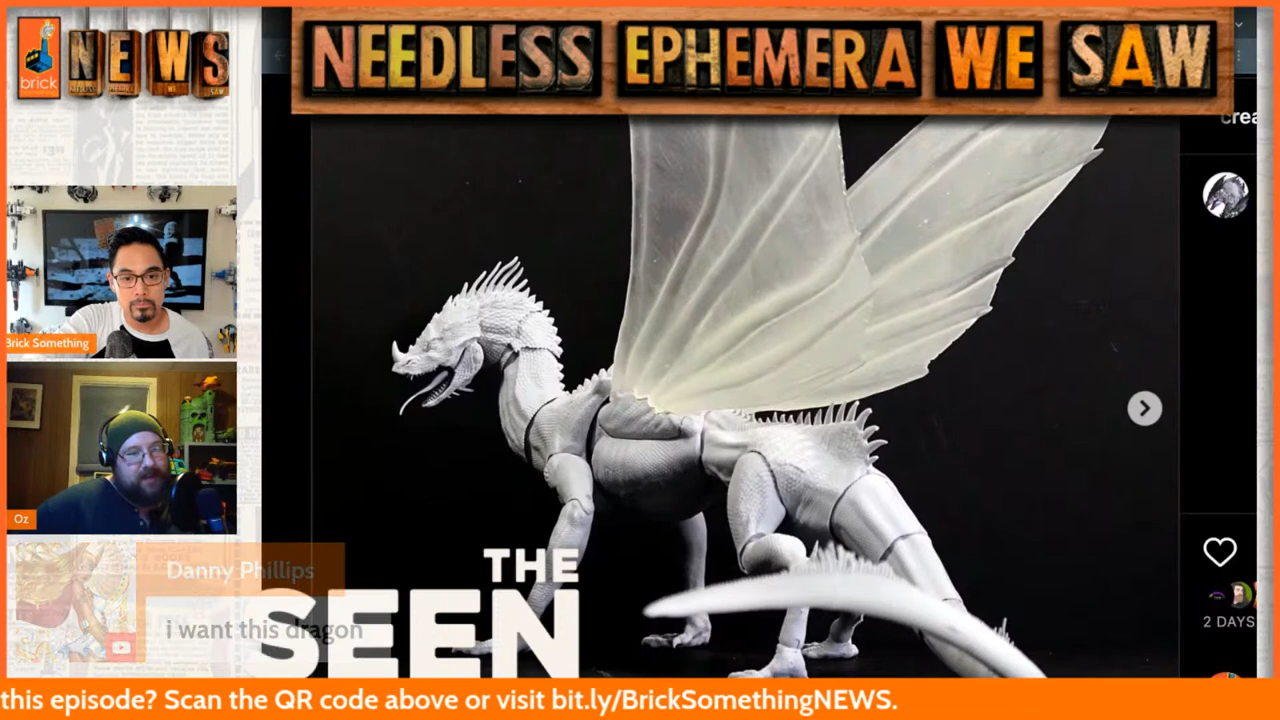 brick
NEWS
NEEDLESS EPHEMERA WE SAW
crea
Brick Something
Oz
Danny Phillips
i want this dragon
THE
SEEN
2 DAYS
this episode? Scan the QR code above or visit bit.ly/BrickSomethingNEWS.